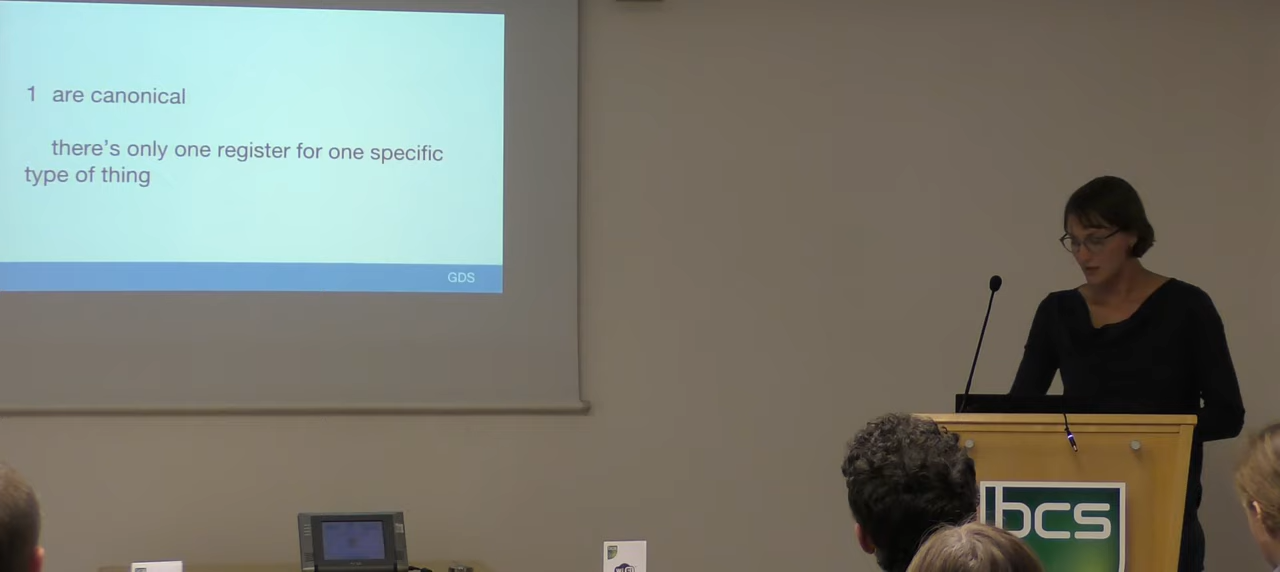 1 are canonical
there's only one register for one specific
type of thing
GDS
bcs